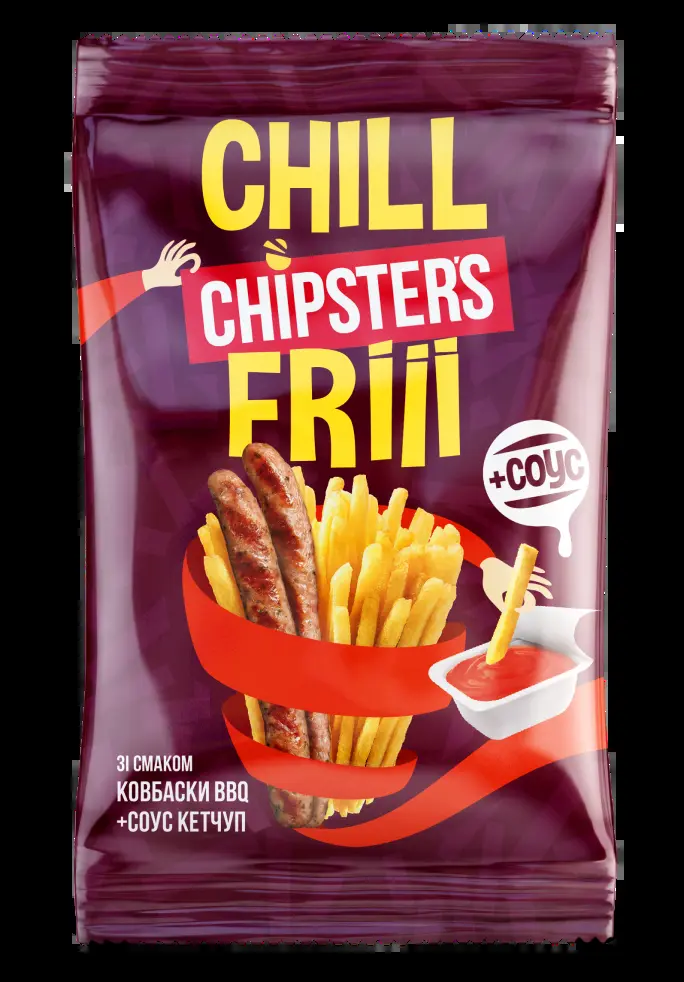 CHILL
CHIPSTER'S
FRIII
+СОУС
ЗІ СМАКОМ
КОВБАСКИ BBQ
+СОУС КЕТЧУП